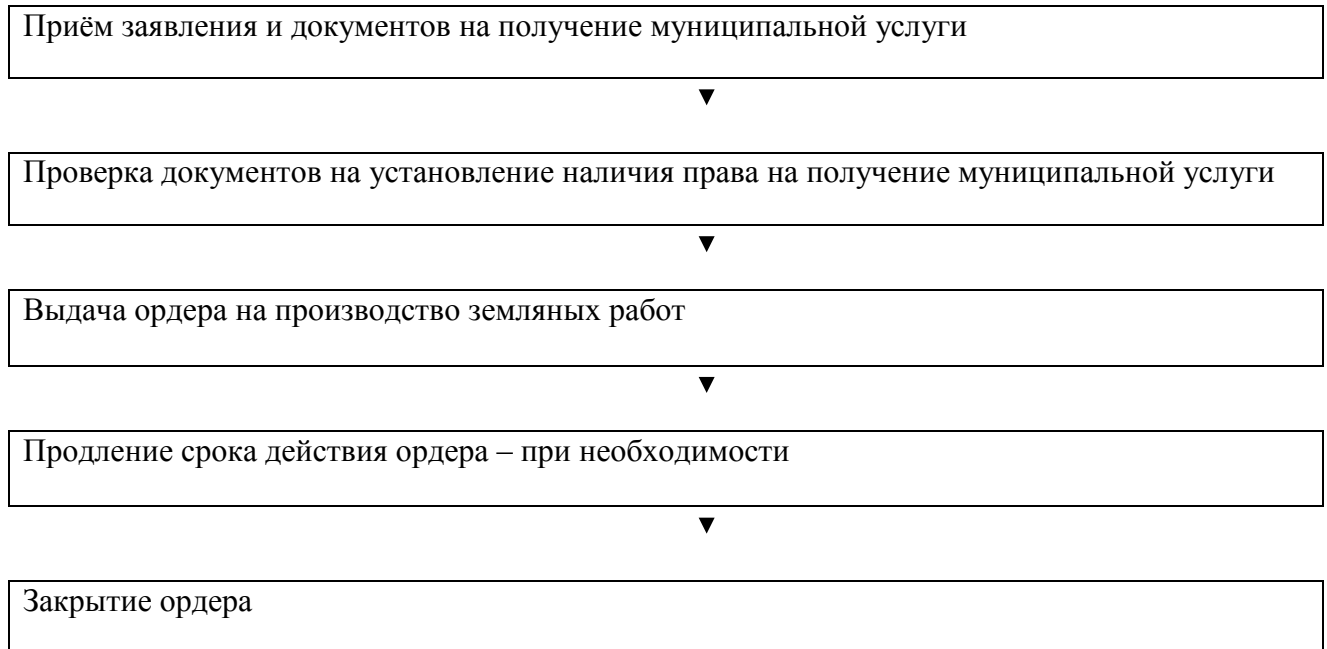 Приём заявления и документов на получение муниципальной услуги
▼
Проверка документов на установление наличия права на получение муниципальной услуги
▼
Выдача ордера на производство земляных работ
▼
Продление срока действия ордера – при необходимости
▼
Закрытие ордера